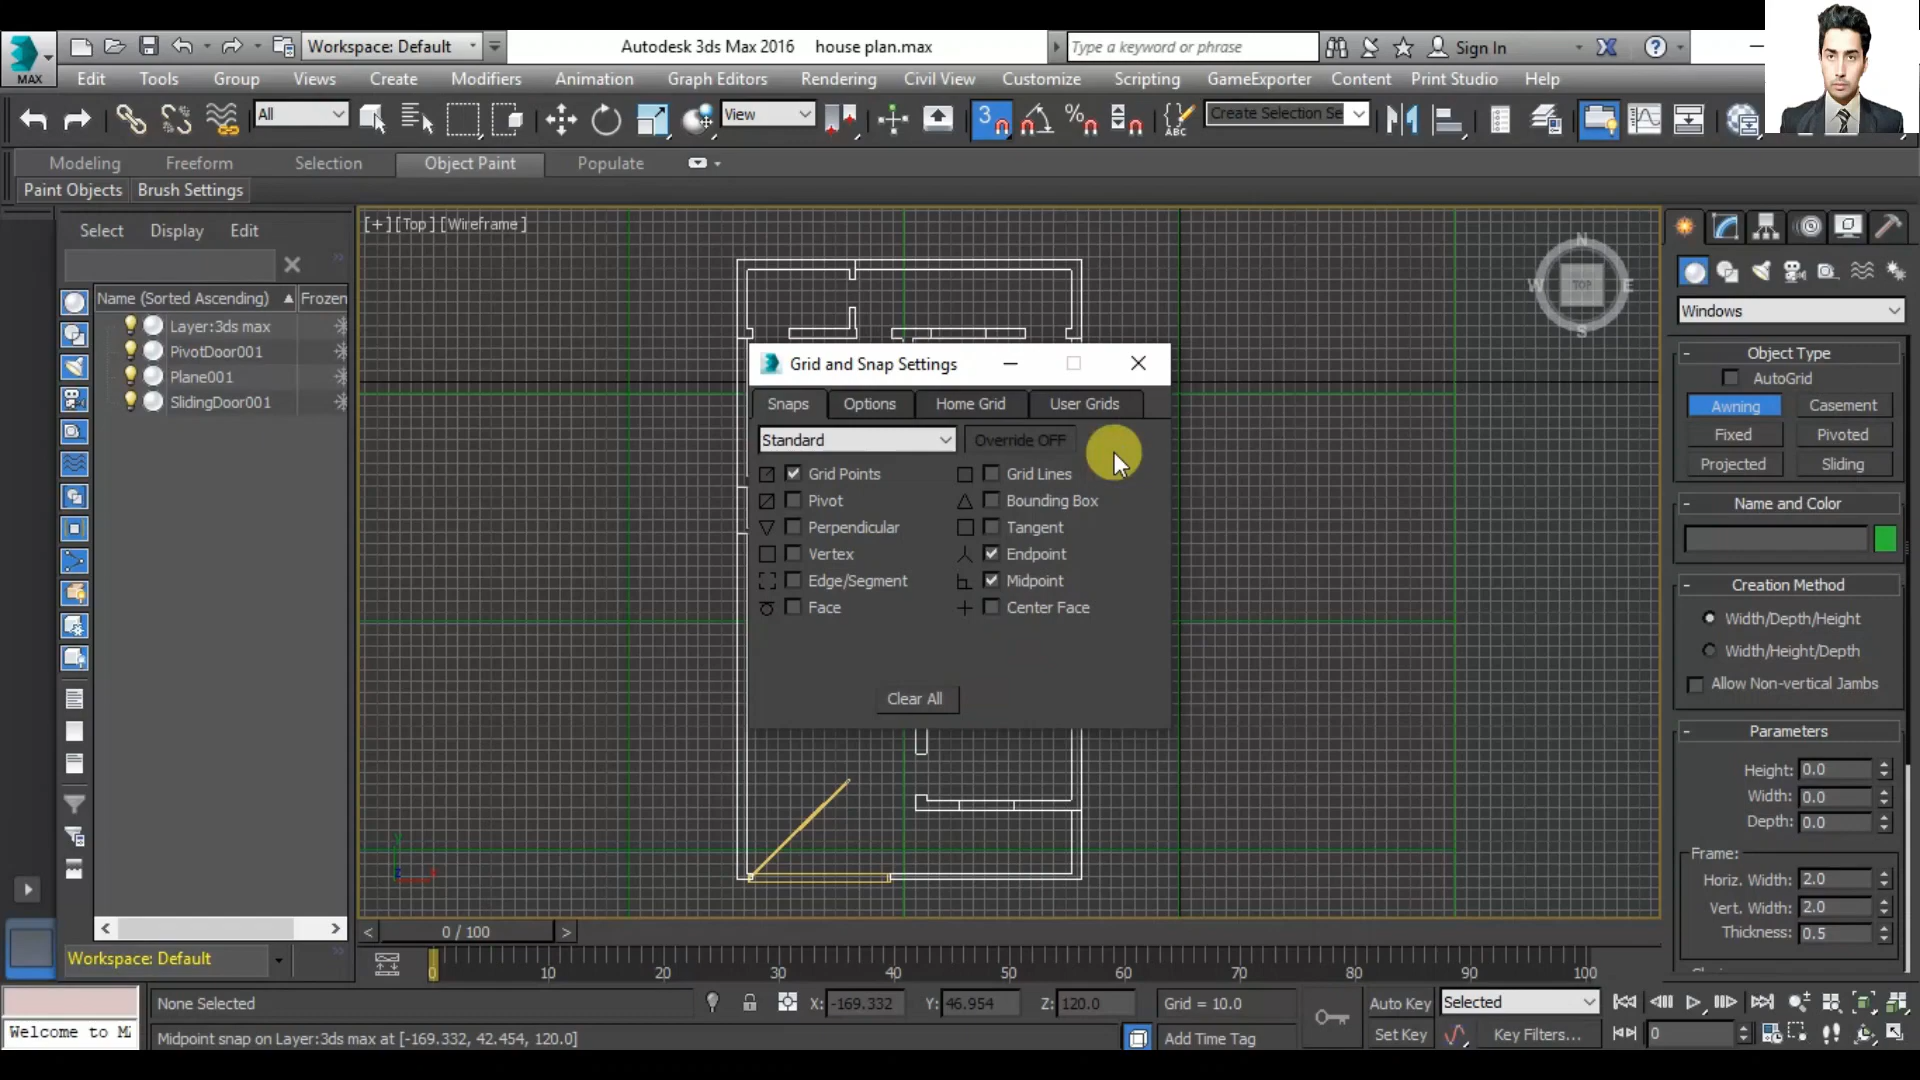 MAX
Workspace: Default
Autodesk 3ds Max 2016 house plan.max
Type a keyword or phrase
Sign In
Edit Tools Group Views Create Modifiers Animation Graph Editors Rendering Civil View Customize Scripting GameExporter Content Print Studio Help
All
View
3
%
ABC
Create Selection Se
Modeling Freeform Selection Object Paint Populate
Paint Objects Brush Settings
Select Display Edit
Name (Sorted Ascending) Frozen
Layer:3ds max
PivotDoor001
Plane001
SlidingDoor001
[+] [Top] [Wireframe]
N
W TOP E
S
Grid and Snap Settings
Snaps Options Home Grid User Grids
Standard Override OFF
Grid Points Grid Lines
Pivot Bounding Box
Perpendicular Tangent
Vertex Endpoint
Edge/Segment Midpoint
Face Center Face
Clear All
Windows
- Object Type
AutoGrid
Awning Casement
Fixed Pivoted
Projected Sliding
- Name and Color
- Creation Method
Width/Depth/Height
Width/Height/Depth
Allow Non-vertical Jambs
- Parameters
Height: 0.0
Width: 0.0
Depth: 0.0
Frame:
Horiz. Width: 2.0
Vert. Width: 2.0
Thickness: 0.5
< 0 / 100 >
Workspace: Default
0 10 20 30 40 50 60 70 80 90 100
None Selected X: -169.332 Y: 46.954 Z: 120.0 Grid = 10.0 Auto Key Selected
Welcome to M
Midpoint snap on Layer:3ds max at [-169.332, 42.454, 120.0] Add Time Tag Set Key Key Filters... 0